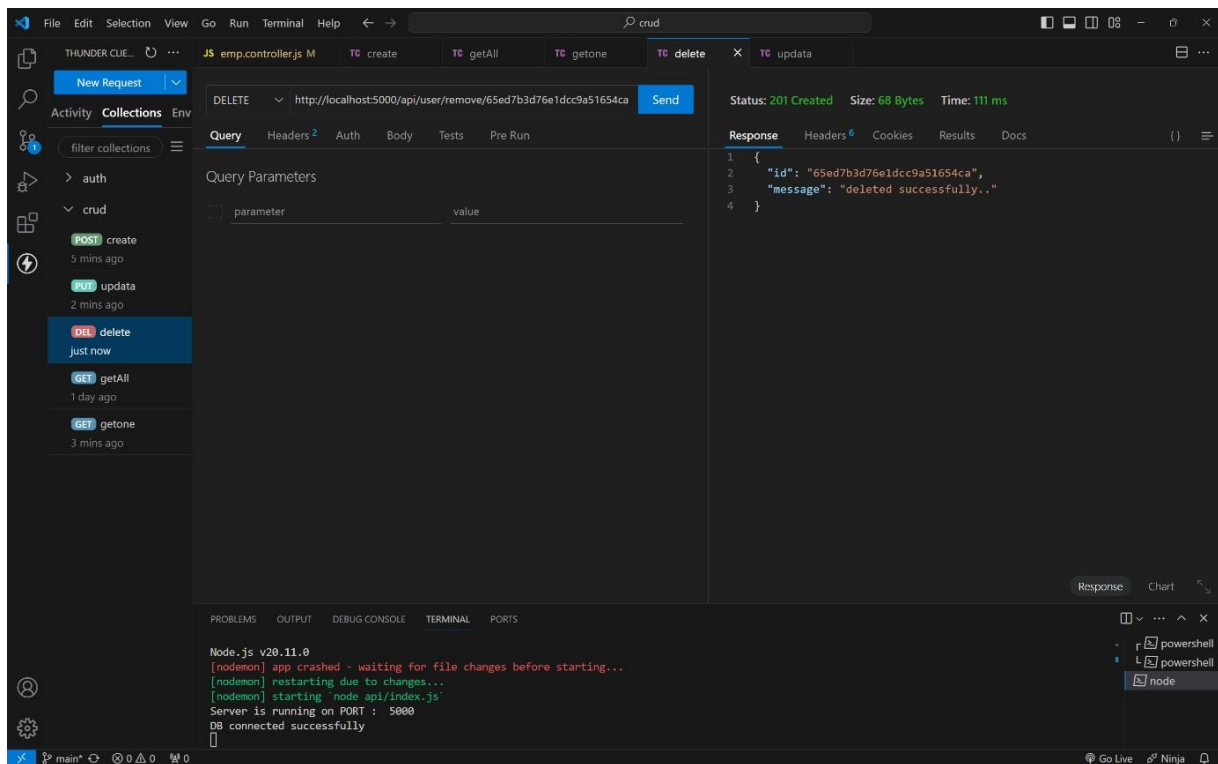 File Edit Selection View Go Run Terminal Help ← → crud
THUNDER CLIE... ···
JS emp.controller.js M TC create TC getAll TC getone TC delete × TC updata
New Request
Activity Collections Env
filter collections
> auth
crud
POST create
5 mins ago
PUT updata
2 mins ago
DEL delete
just now
GET getAll
1 day ago
GET getone
3 mins ago
DELETE http://localhost:5000/api/user/remove/65ed7b3d76e1dcc9a51654ca Send
Query Headers 2 Auth Body Tests Pre Run
Query Parameters
parameter value
Status: 201 Created Size: 68 Bytes Time: 111 ms
Response Headers 6 Cookies Results Docs {}
1 {
2 "id": "65ed7b3d76e1dcc9a51654ca",
3 "message": "deleted successfully.."
4 }
Response Chart
PROBLEMS OUTPUT DEBUG CONSOLE TERMINAL PORTS
Node.js v20.11.0
[nodemon] app crashed - waiting for file changes before starting...
[nodemon] restarting due to changes...
[nodemon] starting `node api/index.js`
Server is running on PORT : 5000
DB connected successfully
powershell
powershell
node
1
main* 0 0 0 Go Live Ninja